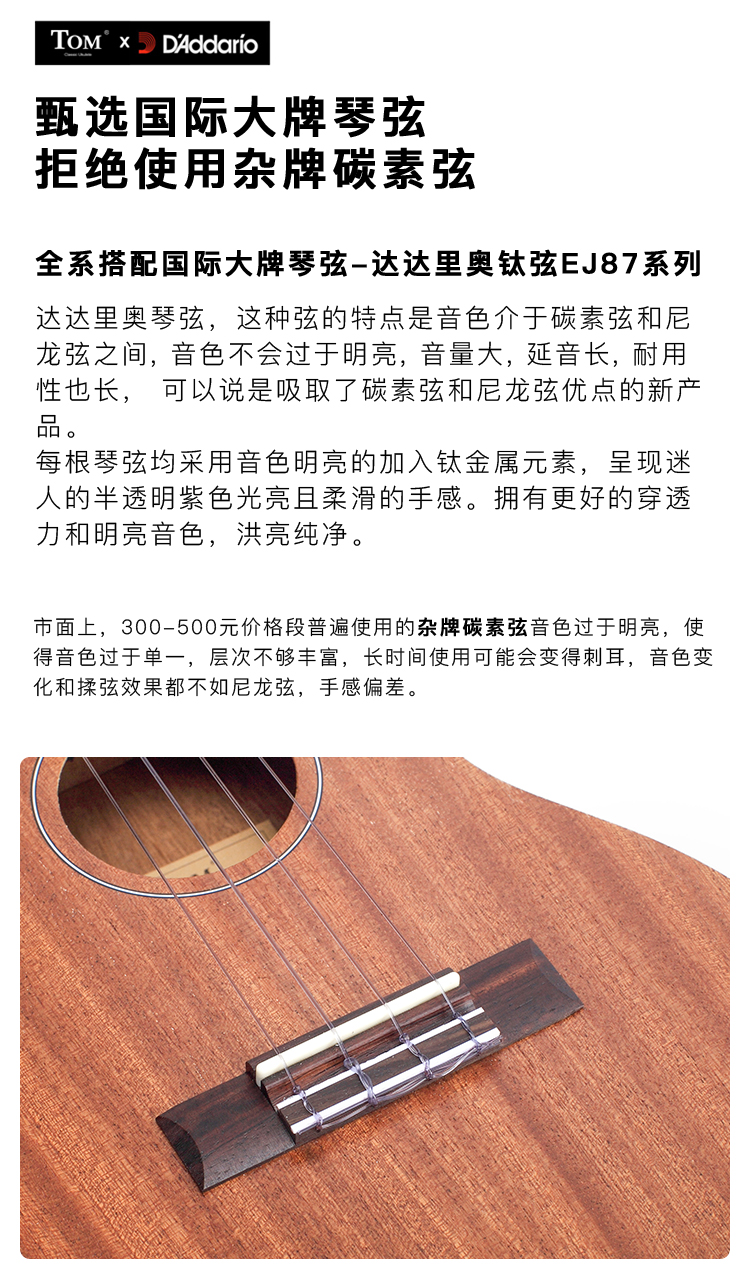 TOM® x D'Addario
Classic Ukulele
甄选国际大牌琴弦
拒绝使用杂牌碳素弦
全系搭配国际大牌琴弦-达达里奥钛弦EJ87系列
达达里奥琴弦，这种弦的特点是音色介于碳素弦和尼
龙弦之间，音色不会过于明亮，音量大，延音长，耐用
性也长， 可以说是吸取了碳素弦和尼龙弦优点的新产
品。
每根琴弦均采用音色明亮的加入钛金属元素，呈现迷
人的半透明紫色光亮且柔滑的手感。拥有更好的穿透
力和明亮音色，洪亮纯净。
市面上，300-500元价格段普遍使用的杂牌碳素弦音色过于明亮，使
得音色过于单一，层次不够丰富，长时间使用可能会变得刺耳，音色变
化和揉弦效果都不如尼龙弦，手感偏差。